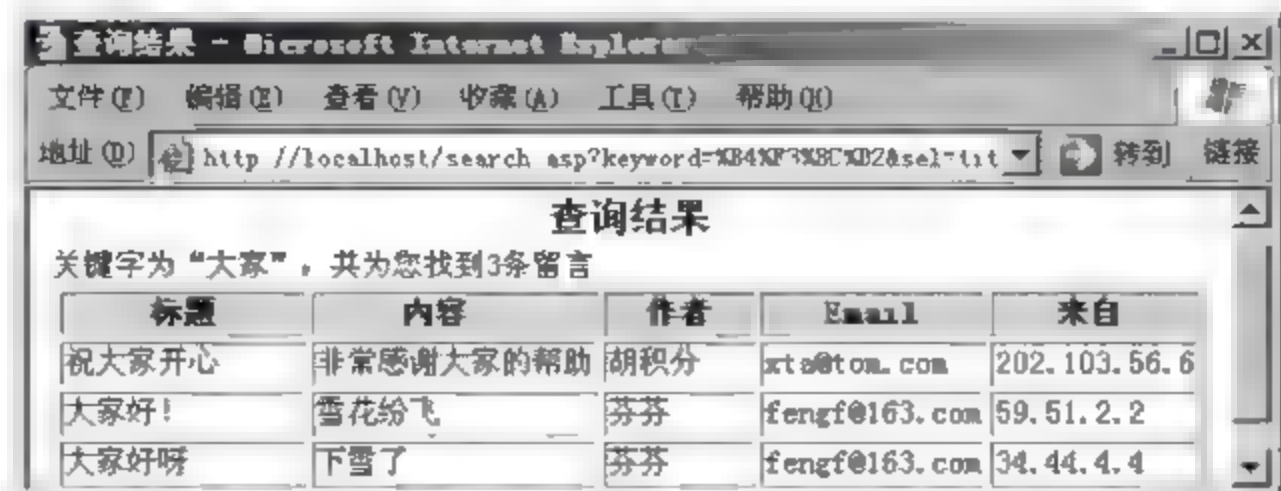 查询结果 - Microsoft Internet Explorer
文件(F) 编辑(E) 查看(V) 收藏(A) 工具(T) 帮助(H)
地址(D) http //localhost/search asp?keyword=%B4%F3%BC%D2&sel=tit 转到 链接
查询结果
关键字为“大家”，共为您找到3条留言
标题 内容 作者 Email 来自
祝大家开心 非常感谢大家的帮助 胡积分 xta@tom.com 202.103.56.6
大家好! 雪花纷飞 芬芬 fengf@163.com 59.51.2.2
大家好呀 下雪了 芬芬 fengf@163.com 34.44.4.4